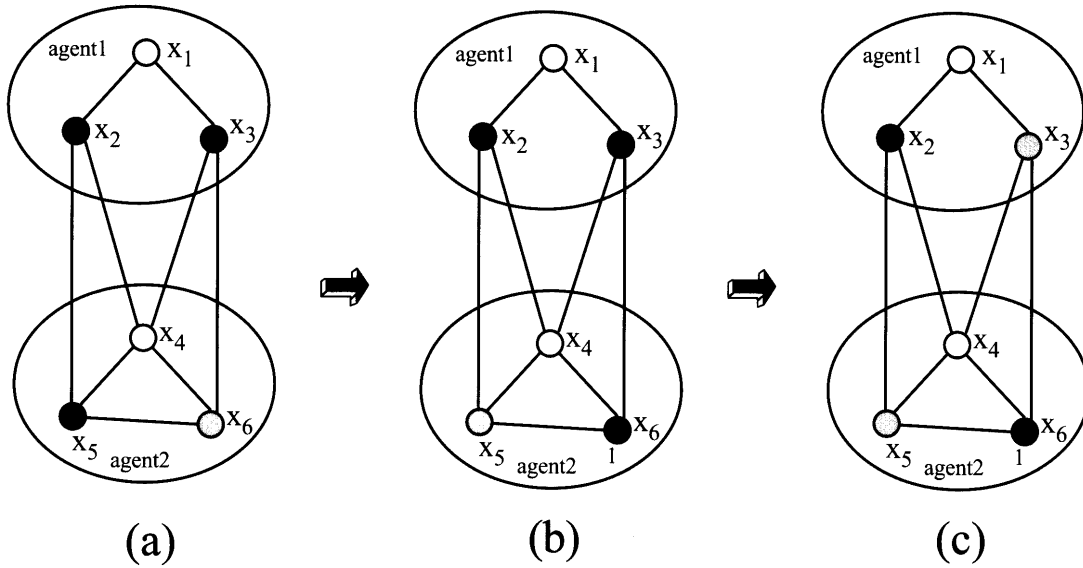 agent1
x1
x2
x3
x4
x5
x6
agent2
(a)
agent1
x1
x2
x3
x4
x5
x6
1
agent2
(b)
agent1
x1
x2
x3
x4
x5
x6
1
agent2
(c)